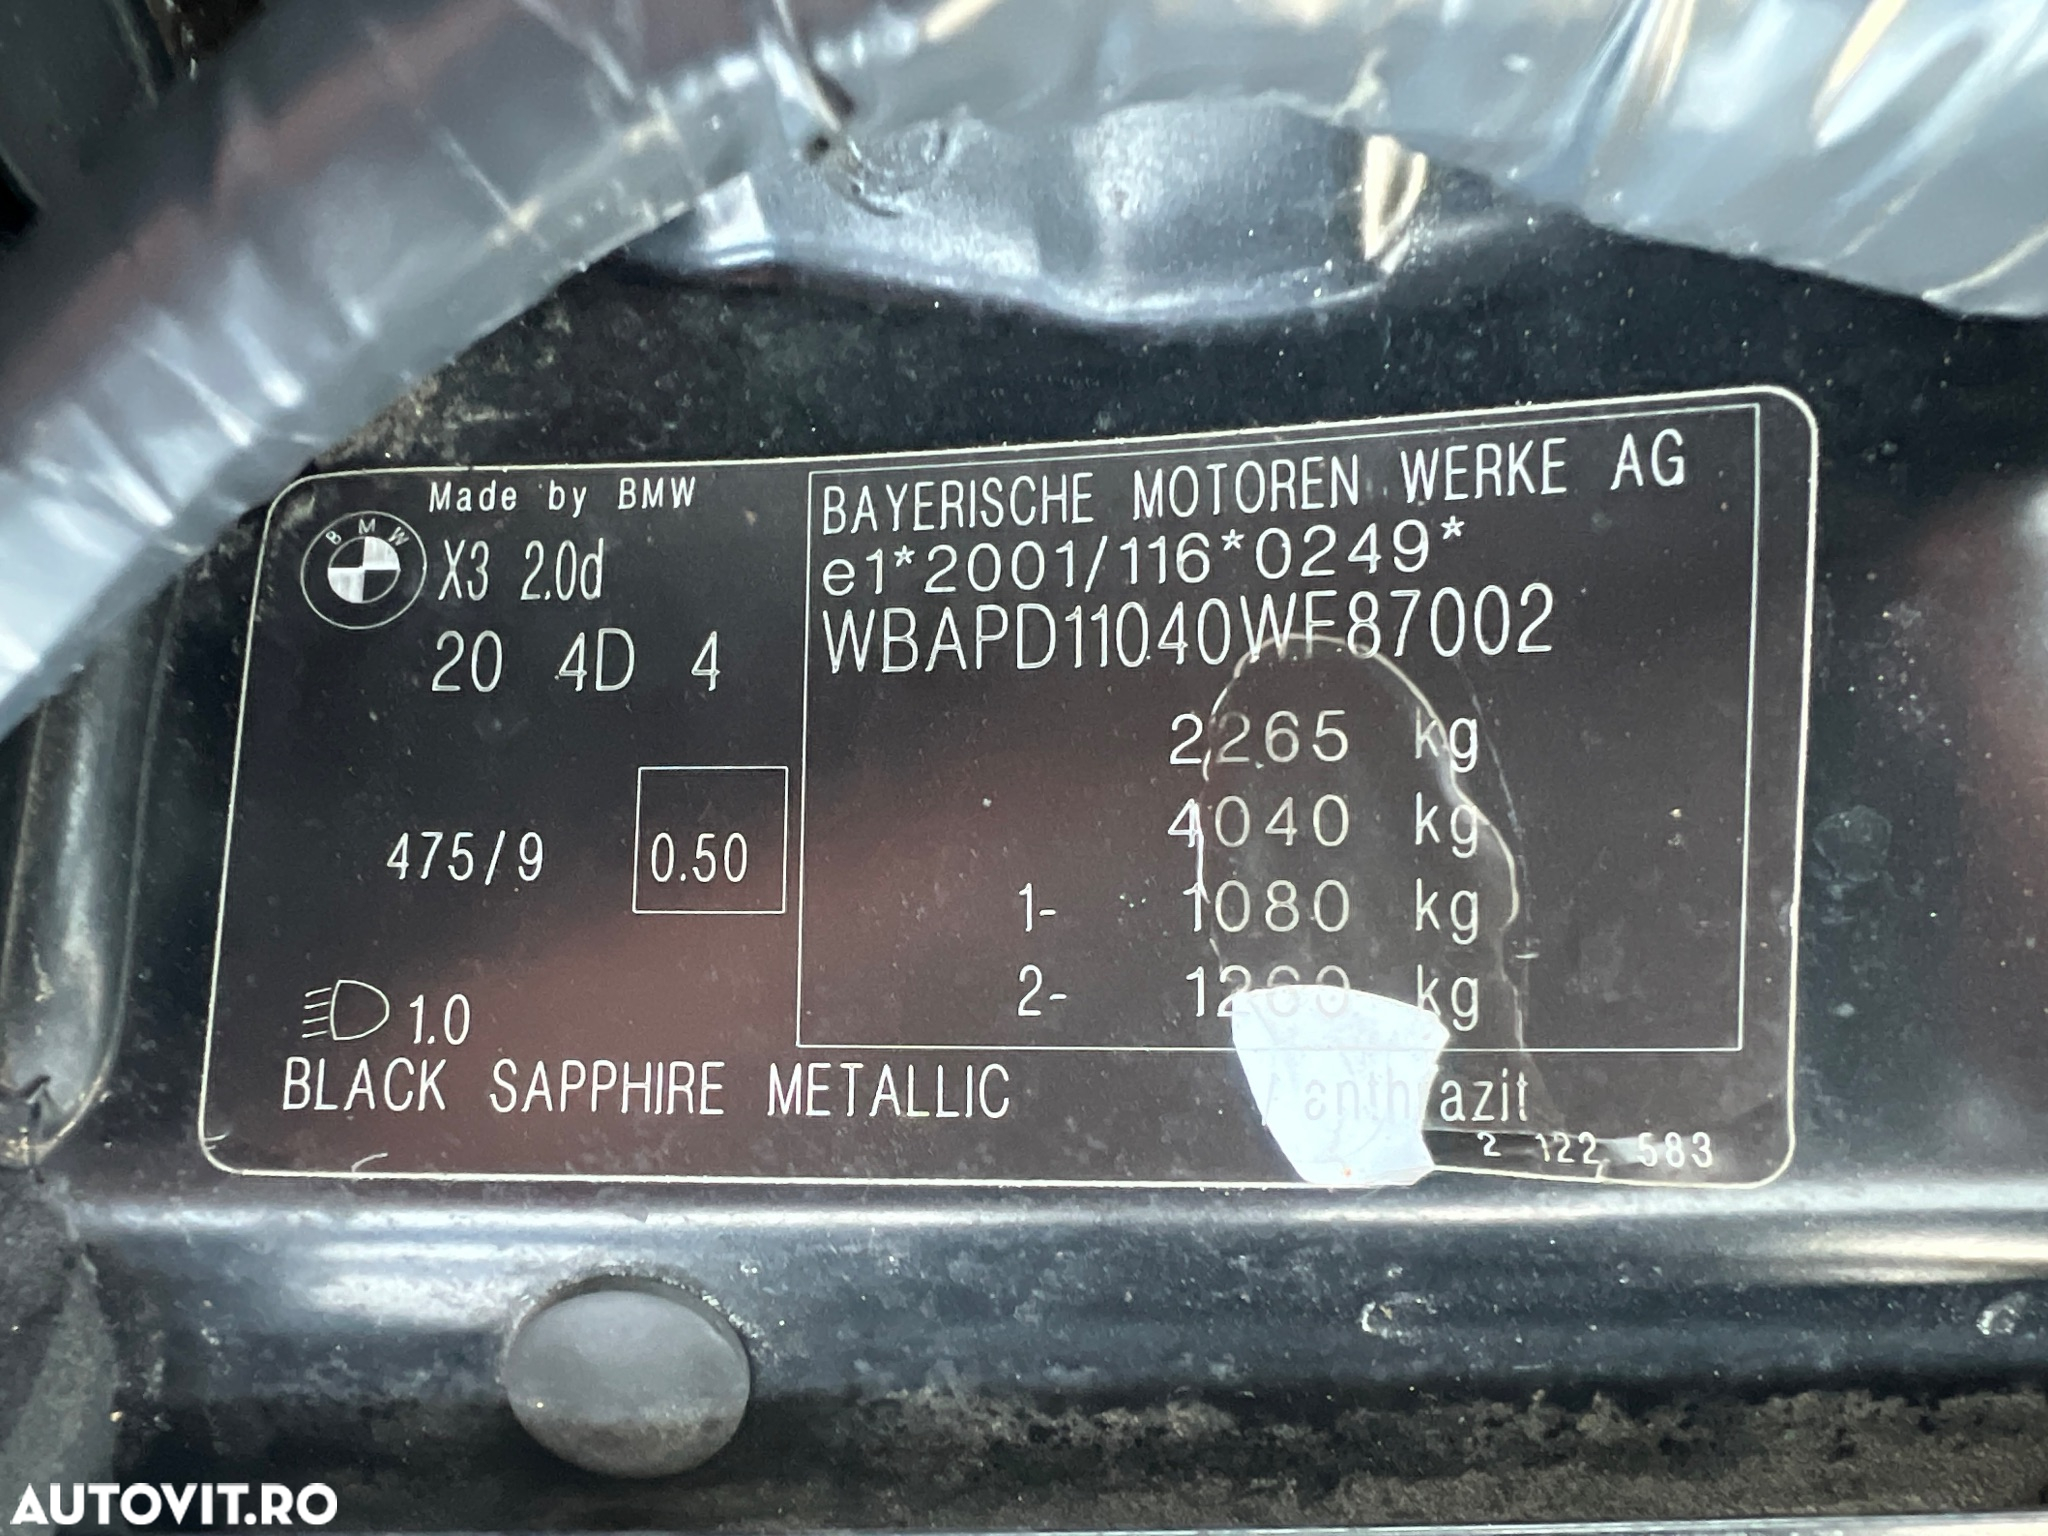 Made by BMW
BMW
X3 2.0d
20 4D 4
475/9
0.50
1.0
BLACK SAPPHIRE METALLIC / anthrazit
2 122 583
BAYERISCHE MOTOREN WERKE AG
e1*2001/116*0249*
WBAPD11040WF87002
2265 kg
4040 kg
1- 1080 kg
2- 1260 kg
AUTOVIT.RO